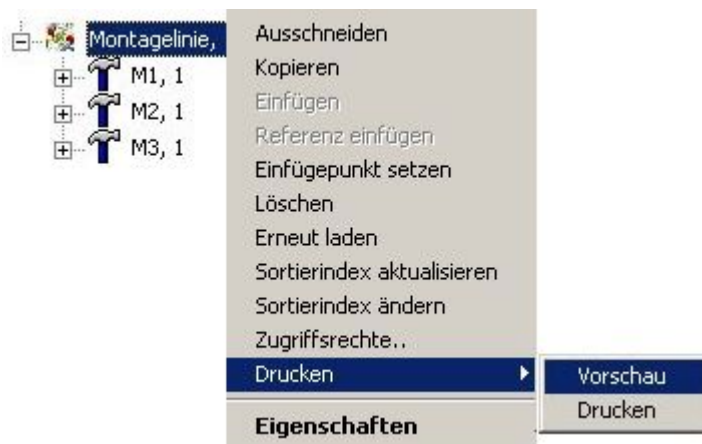 Montagelinie,
M1, 1
M2, 1
M3, 1
Ausschneiden
Kopieren
Einfügen
Referenz einfügen
Einfügepunkt setzen
Löschen
Erneut laden
Sortierindex aktualisieren
Sortierindex ändern
Zugriffsrechte..
Drucken
Eigenschaften
Vorschau
Drucken